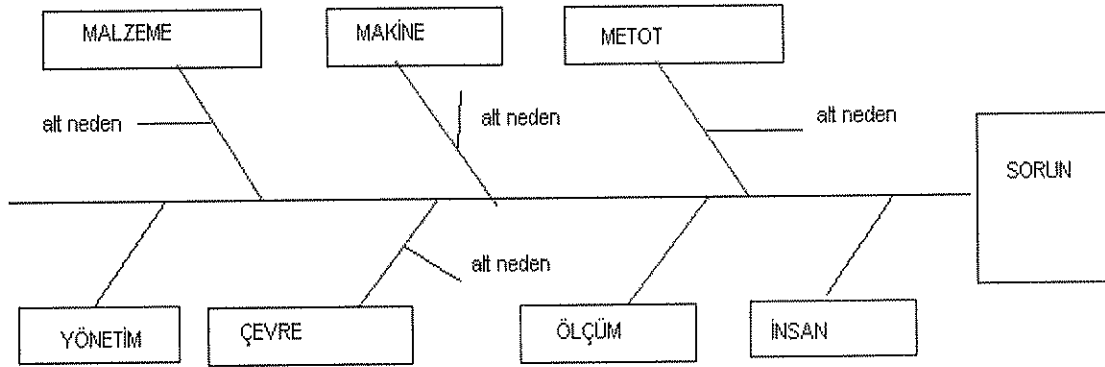 MALZEME
MAKİNE
METOT
alt neden
alt neden
alt neden
SORUN
alt neden
YÖNETİM
ÇEVRE
ÖLÇÜM
İNSAN